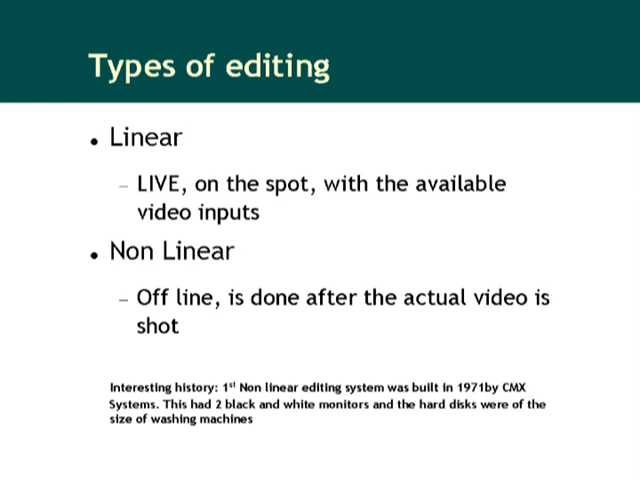 Types of editing
• Linear
– LIVE, on the spot, with the available
video inputs
• Non Linear
– Off line, is done after the actual video is
shot
Interesting history: 1st Non linear editing system was built in 1971by CMX
Systems. This had 2 black and white monitors and the hard disks were of the
size of washing machines